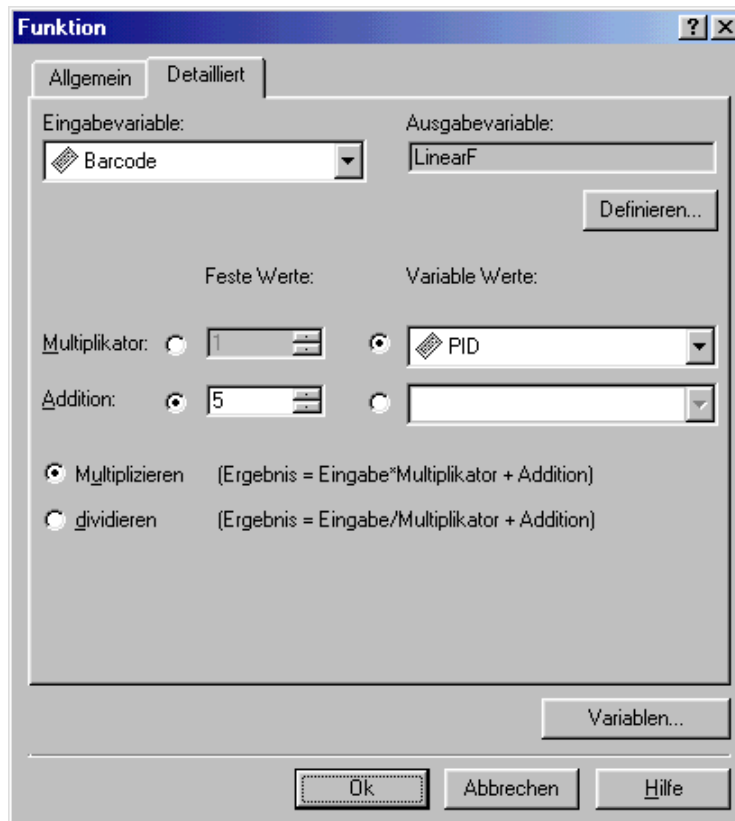 Funktion
Allgemein Detailliert
Eingabevariable: Ausgabevariable:
Barcode LinearF
Definieren...
Feste Werte: Variable Werte:
Multiplikator: 1 PID
Addition: 5
Multiplizieren (Ergebnis = Eingabe*Multiplikator + Addition)
dividieren (Ergebnis = Eingabe/Multiplikator + Addition)
Variablen...
Ok Abbrechen Hilfe